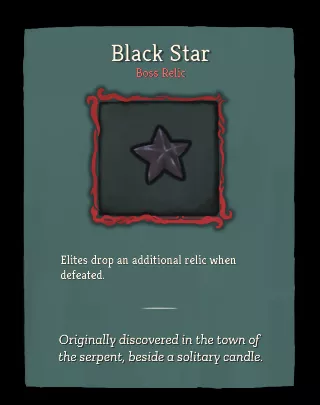 Black Star
Boss Relic
Elites drop an additional relic when
defeated.
Originally discovered in the town of
the serpent, beside a solitary candle.